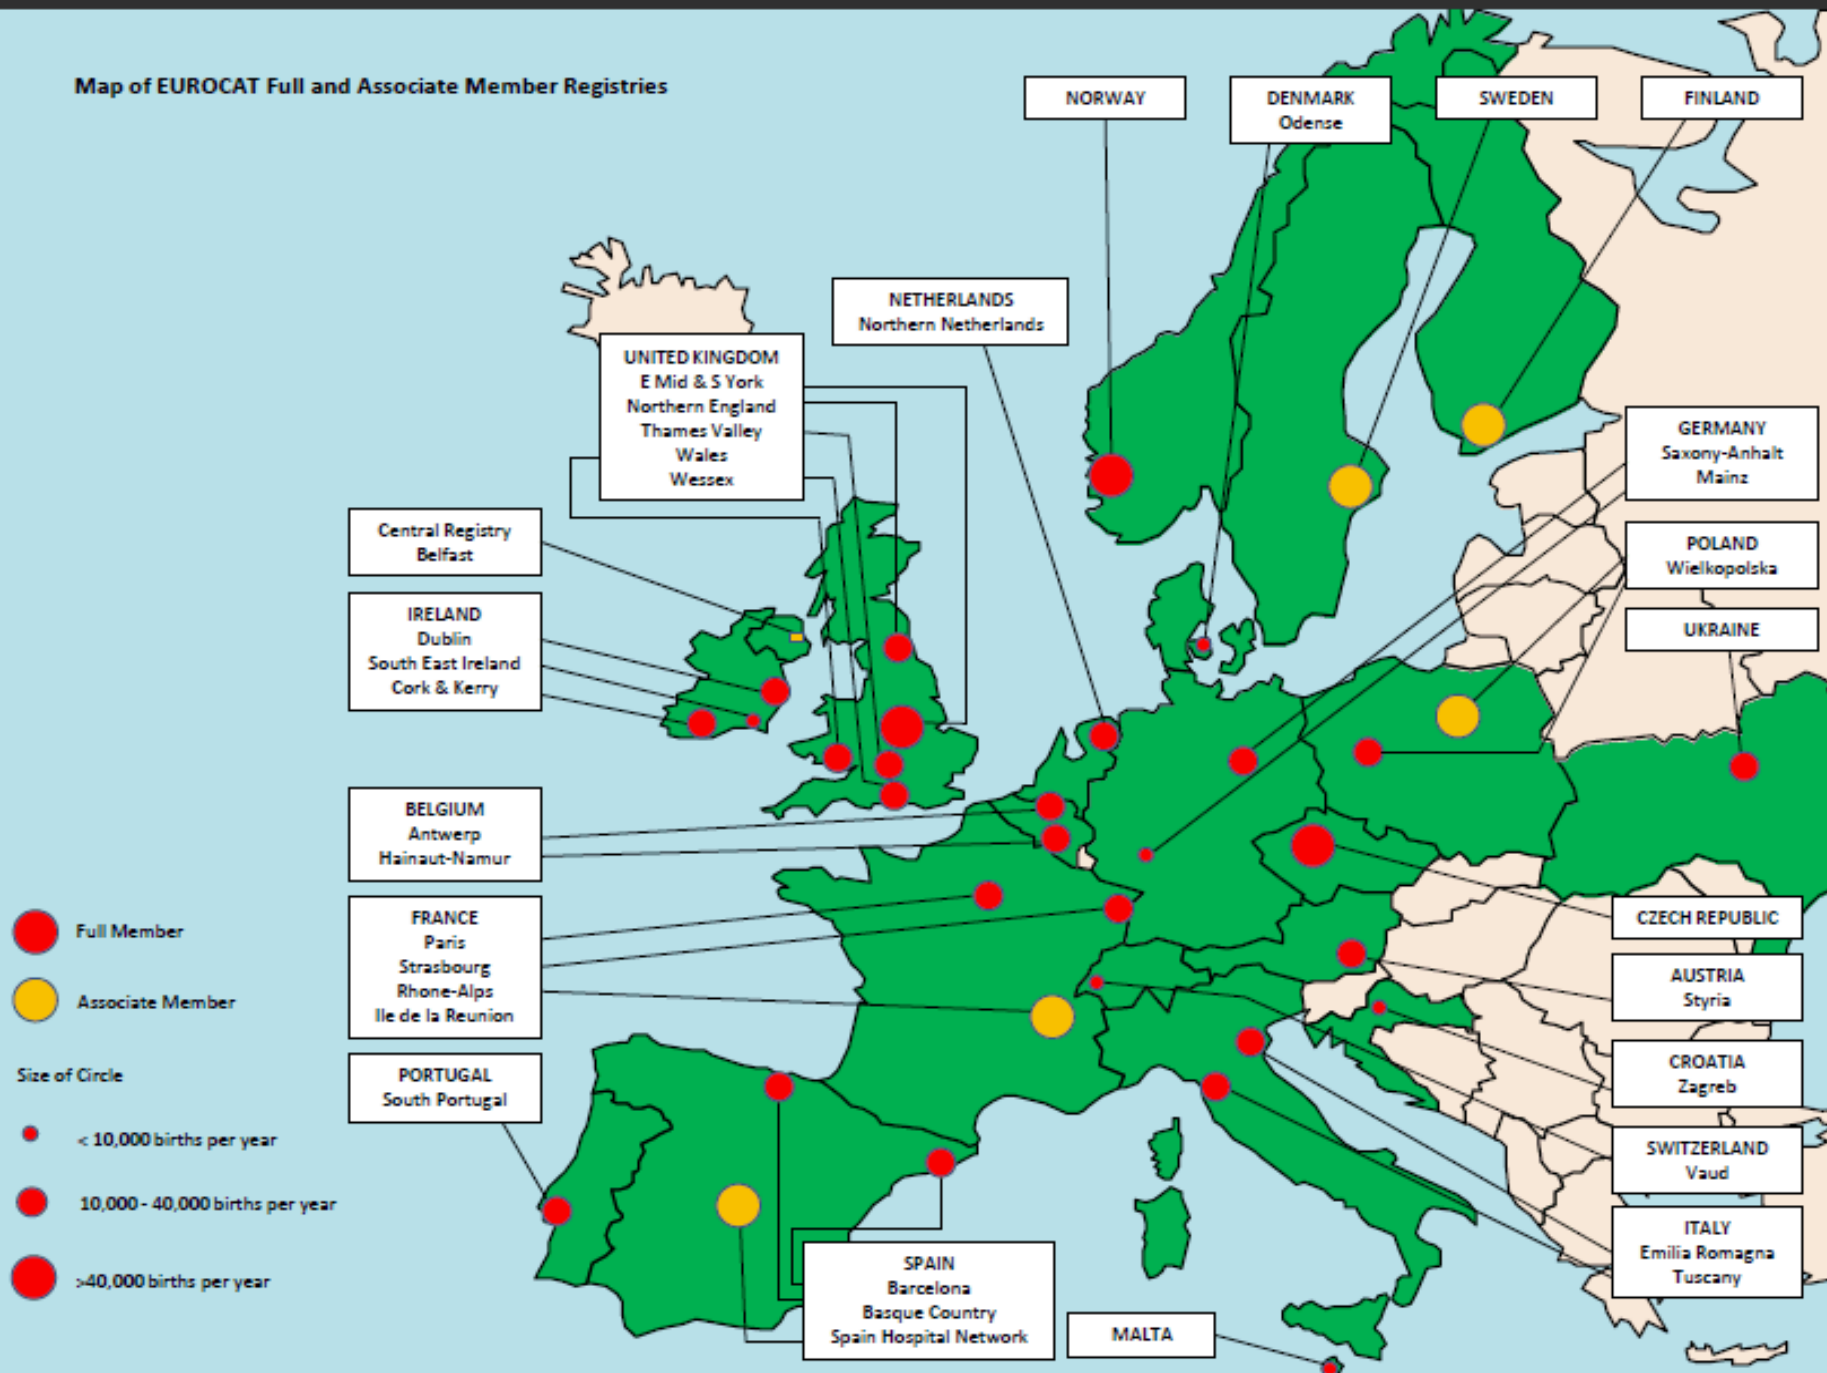 Map of EUROCAT Full and Associate Member Registries
NORWAY
DENMARK
Odense
SWEDEN
FINLAND
NETHERLANDS
Northern Netherlands
UNITED KINGDOM
E Mid & S York
Northern England
Thames Valley
Wales
Wessex
GERMANY
Saxony-Anhalt
Mainz
Central Registry
Belfast
POLAND
Wielkopolska
IRELAND
Dublin
South East Ireland
Cork & Kerry
UKRAINE
BELGIUM
Antwerp
Hainaut-Namur
FRANCE
Paris
Strasbourg
Rhone-Alps
Ile de la Reunion
CZECH REPUBLIC
Full Member
Associate Member
AUSTRIA
Styria
PORTUGAL
South Portugal
CROATIA
Zagreb
Size of Circle
< 10,000 births per year
10,000 - 40,000 births per year
>40,000 births per year
SWITZERLAND
Vaud
ITALY
Emilia Romagna
Tuscany
SPAIN
Barcelona
Basque Country
Spain Hospital Network
MALTA